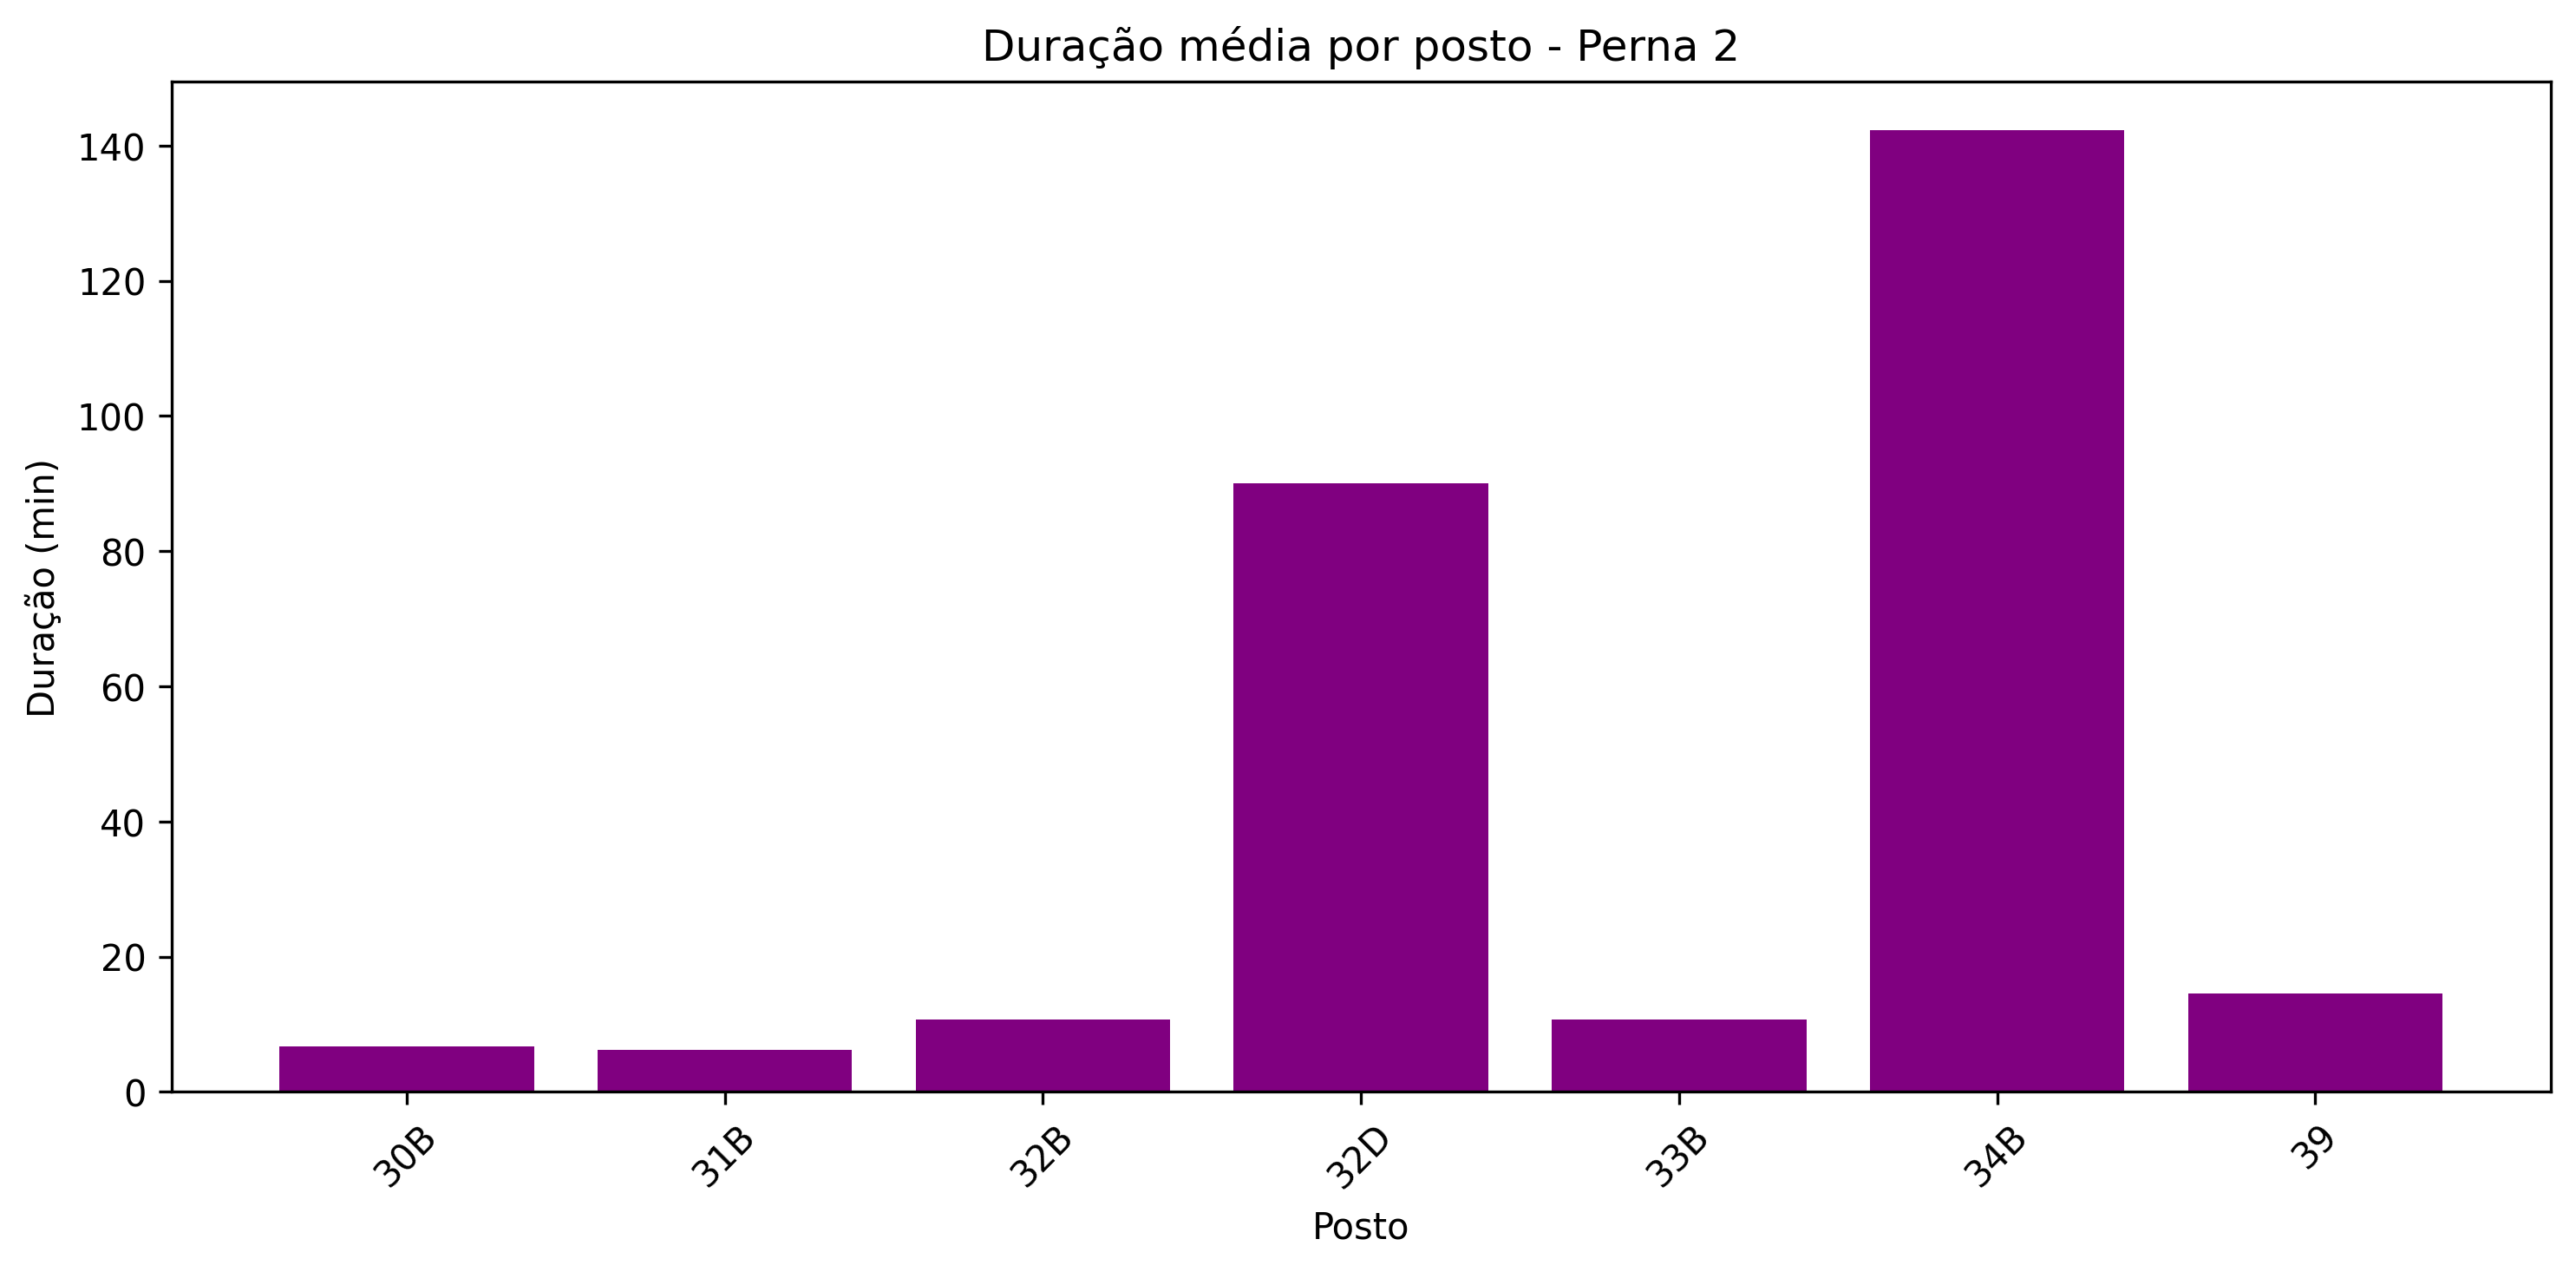 Duração média por posto - Perna 2
Duração (min)
140
120
100
80
60
40
20
0
30B
31B
32B
32D
33B
34B
39
Posto